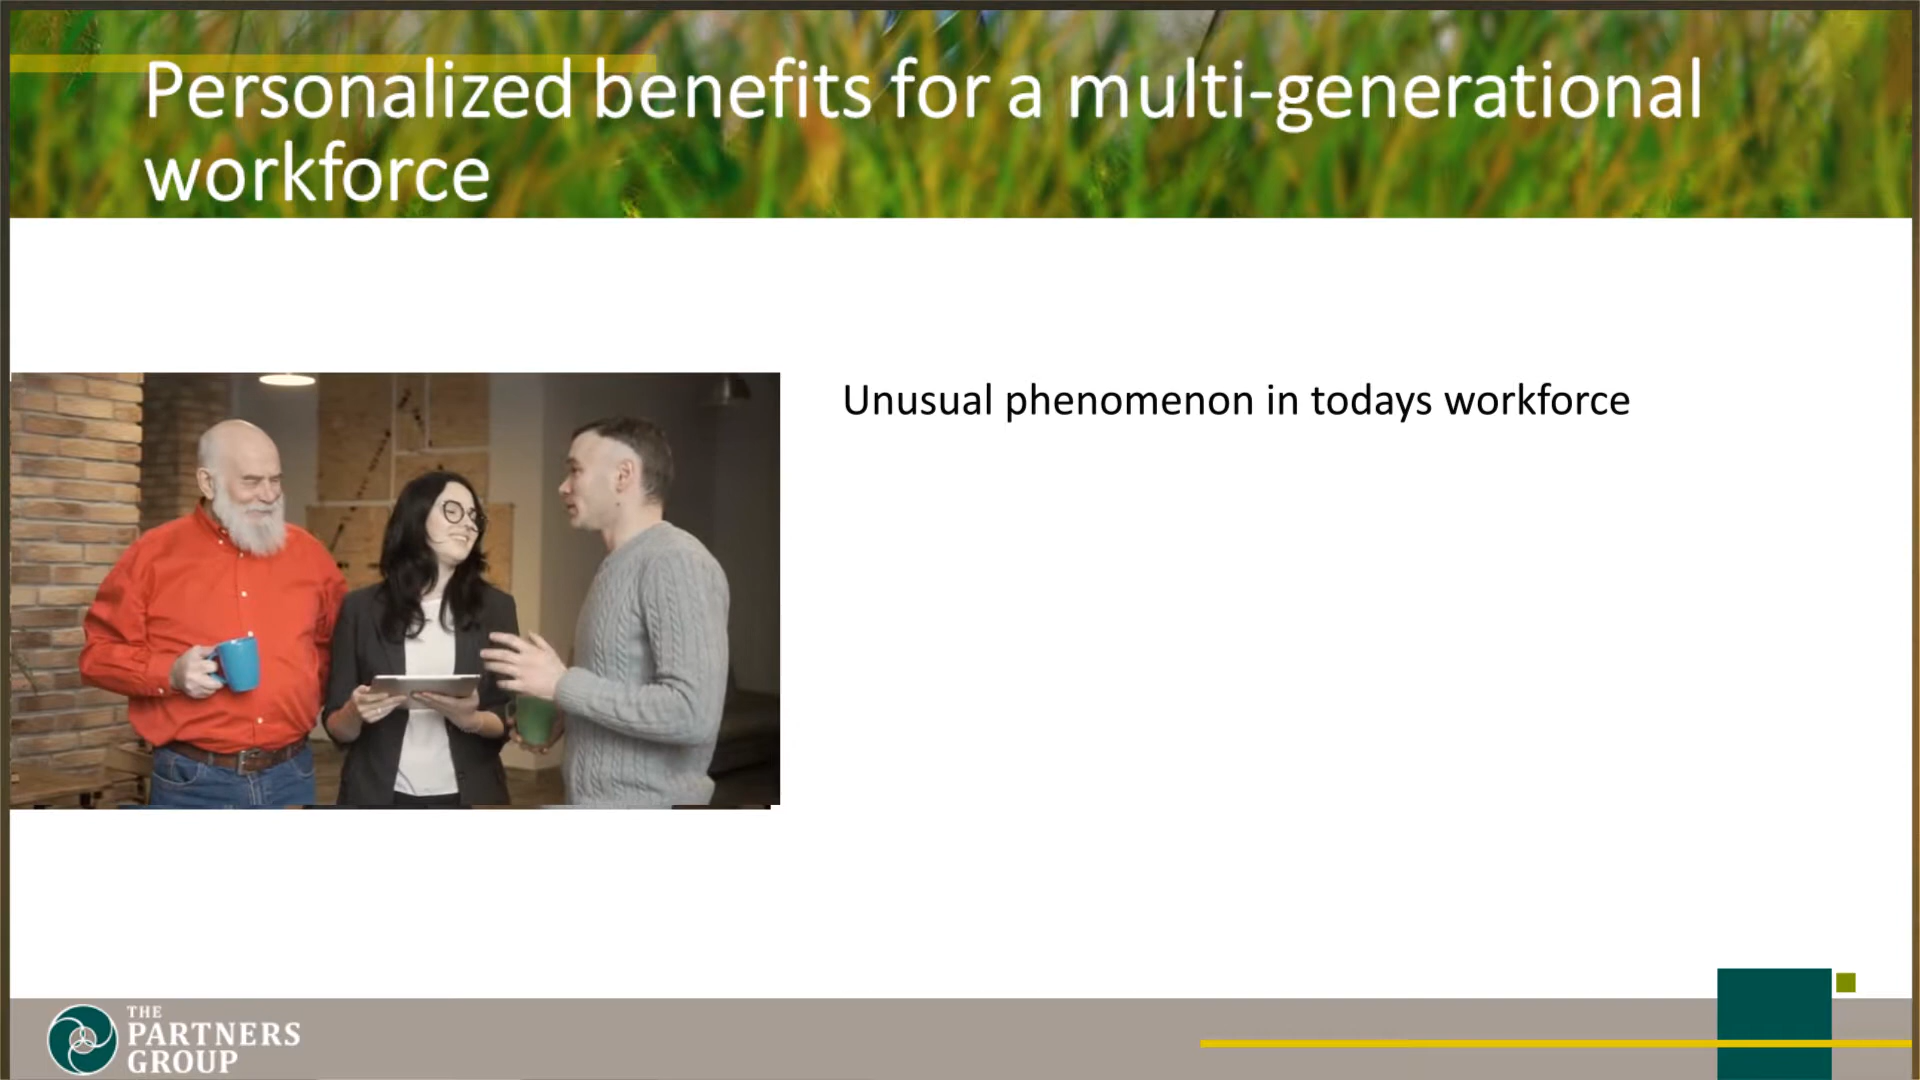 Personalized benefits for a multi-generational
workforce
Unusual phenomenon in todays workforce
THE
PARTNERS
GROUP